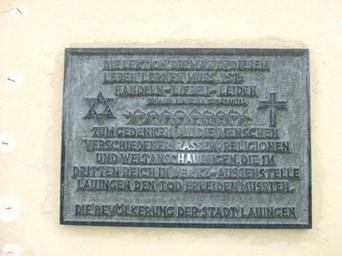 DIE LEKTION, DIE MAN IN DIESEM
LEBEN LERNEN MUSS, IST:
HANDELN – LIEBEN – LEIDEN
ZUM GEDENKEN AN DIE MENSCHEN
VERSCHIEDENER RASSEN, RELIGIONEN
UND WELTANSCHAUUNGEN, DIE IM
DRITTEN REICH IN DER KZ-AUSSENSTELLE
LAUINGEN DEN TOD ERLEIDEN MUSSTEN.
DIE BEVÖLKERUNG DER STADT LAUINGEN